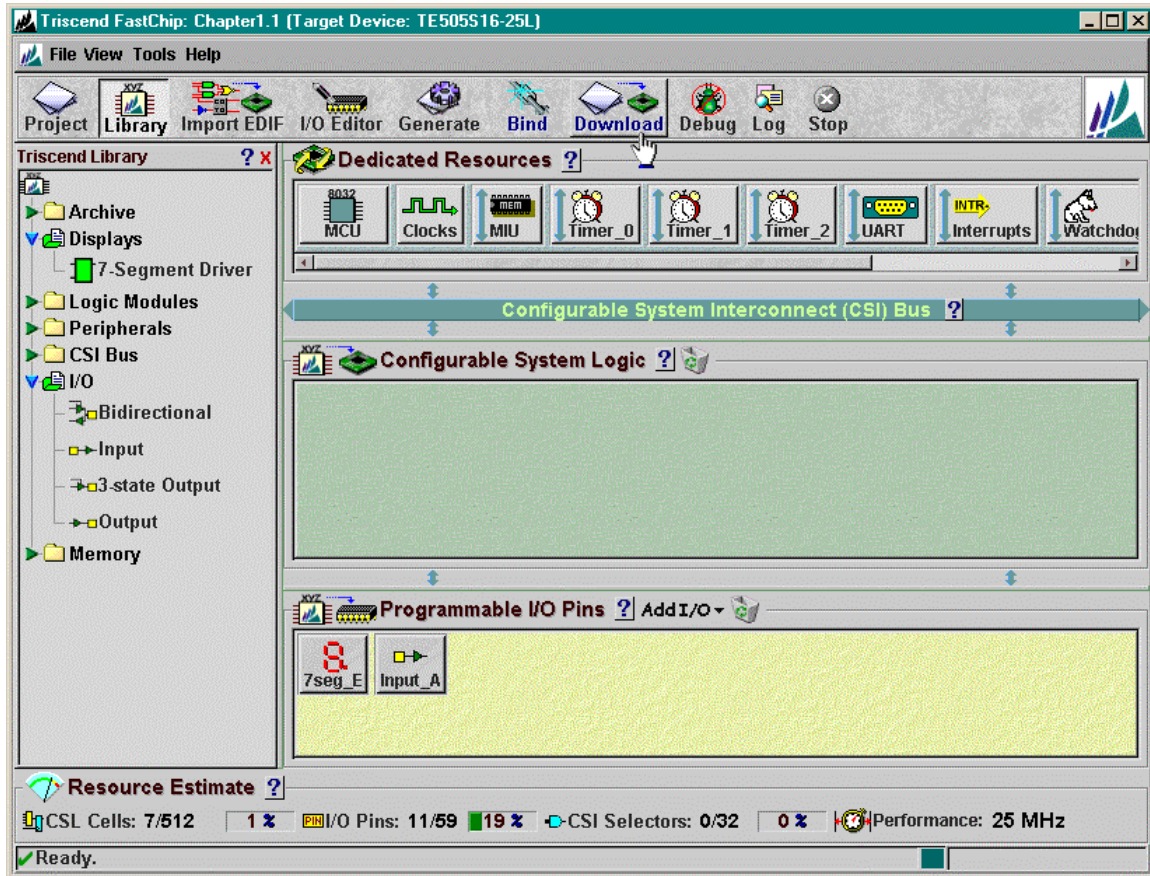 Triscend FastChip: Chapter1.1 (Target Device: TE505S16-25L)
File View Tools Help
Project Library Import EDIF I/O Editor Generate Bind Download Debug Log Stop
Triscend Library ? X
Dedicated Resources ?
XYZ
Archive
Displays
7-Segment Driver
Logic Modules
Peripherals
CSI Bus
I/O
Bidirectional
Input
3-state Output
Output
Memory
8032 MEM INTR
MCU Clocks MIU Timer_0 Timer_1 Timer_2 UART Interrupts Watchdog
Configurable System Interconnect (CSI) Bus ?
XYZ Configurable System Logic ?
XYZ Programmable I/O Pins ? Add I/O
7seg_E Input_A
Resource Estimate ?
CSL Cells: 7/512 1 % PIN I/O Pins: 11/59 19 % CSI Selectors: 0/32 0 % Performance: 25 MHz
Ready.